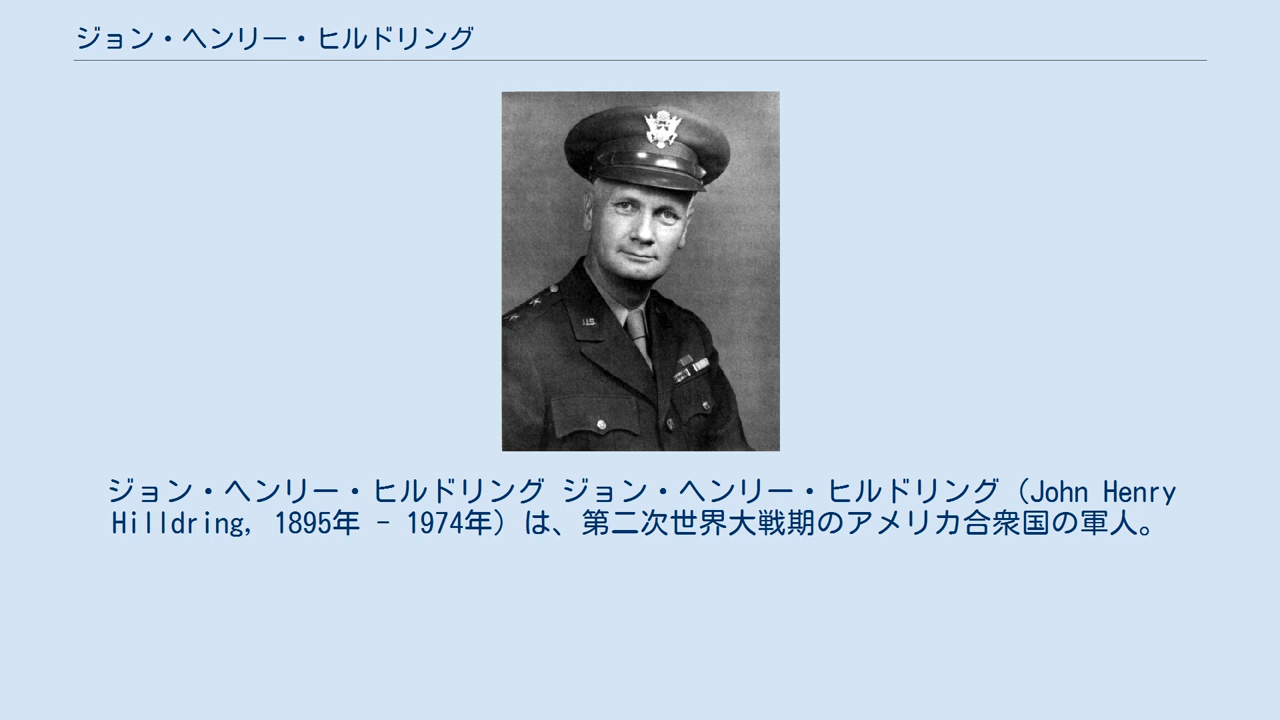 ジョン・ヘンリー・ヒルドリング
ジョン・ヘンリー・ヒルドリング ジョン・ヘンリー・ヒルドリング（John Henry
Hilldring, 1895年 - 1974年）は、第二次世界大戦期のアメリカ合衆国の軍人。